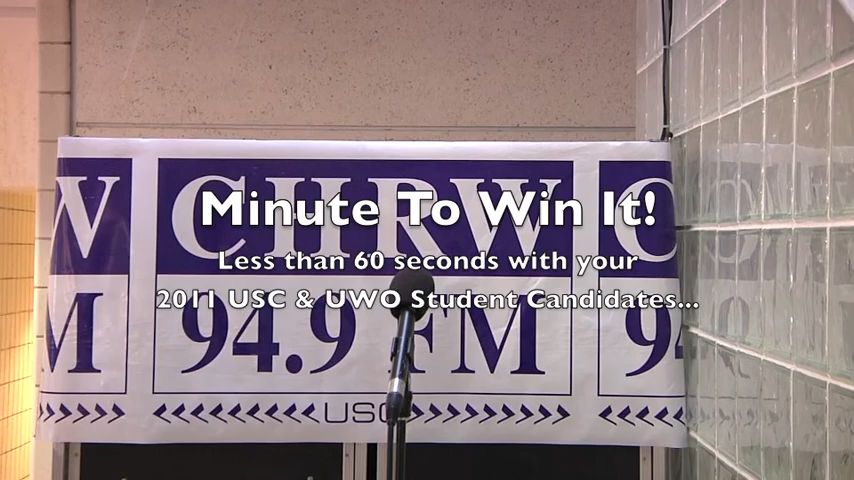 Minute To Win It!
Less than 60 seconds with your
2011 USC & UWO Student Candidates...
W CHRW C
M 94.9 FM 94
USC